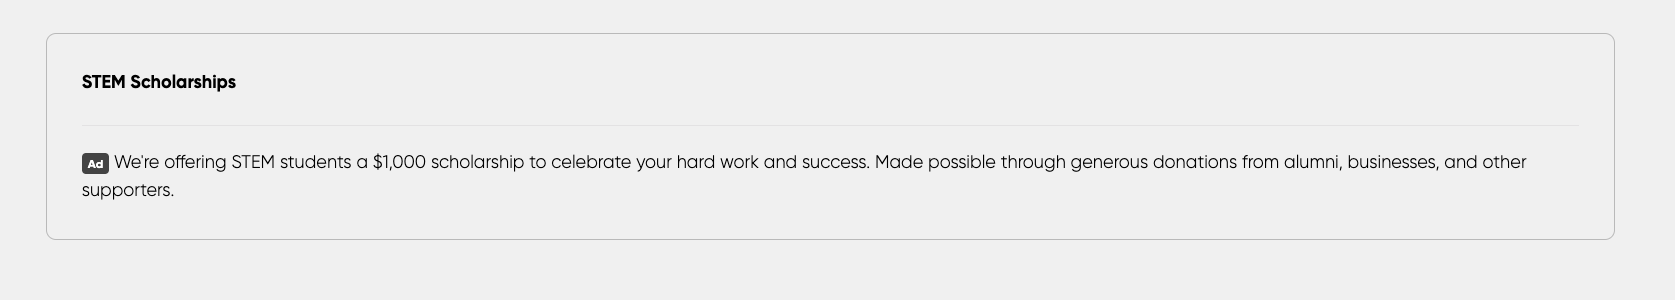 STEM Scholarships
Ad We're offering STEM students a $1,000 scholarship to celebrate your hard work and success. Made possible through generous donations from alumni, businesses, and other
supporters.